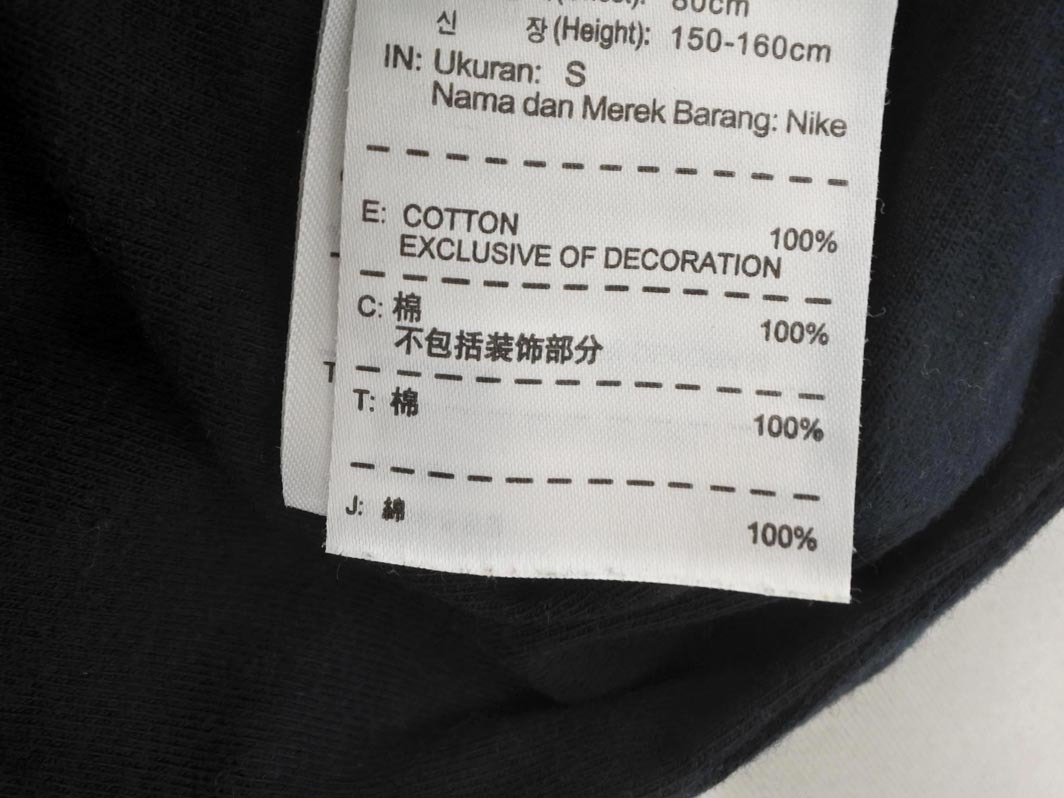 80cm
신 장 (Height): 150-160cm
IN: Ukuran: S
Nama dan Merek Barang: Nike
E: COTTON 100%
EXCLUSIVE OF DECORATION
C: 棉 100%
不包括装饰部分
T: 棉 100%
J: 綿 100%
T